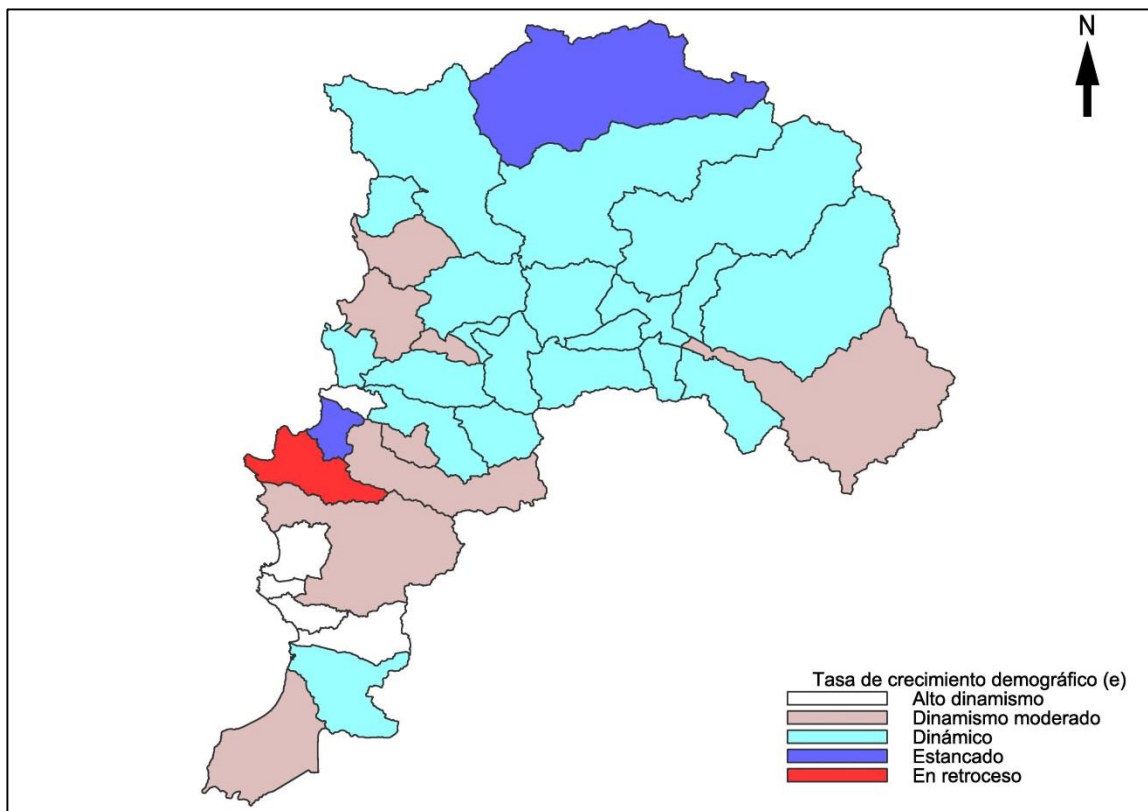 N
Tasa de crecimiento demográfico (e)
Alto dinamismo
Dinamismo moderado
Dinámico
Estancado
En retroceso